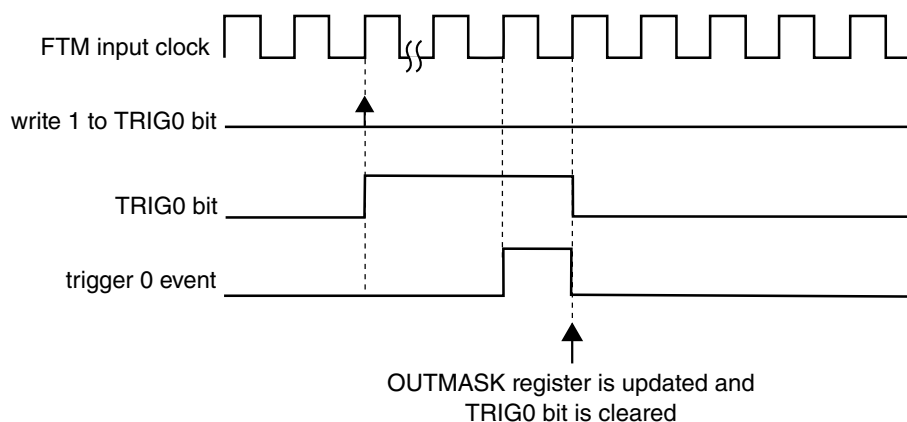 FTM input clock
write 1 to TRIG0 bit
TRIG0 bit
trigger 0 event
OUTMASK register is updated and
TRIG0 bit is cleared